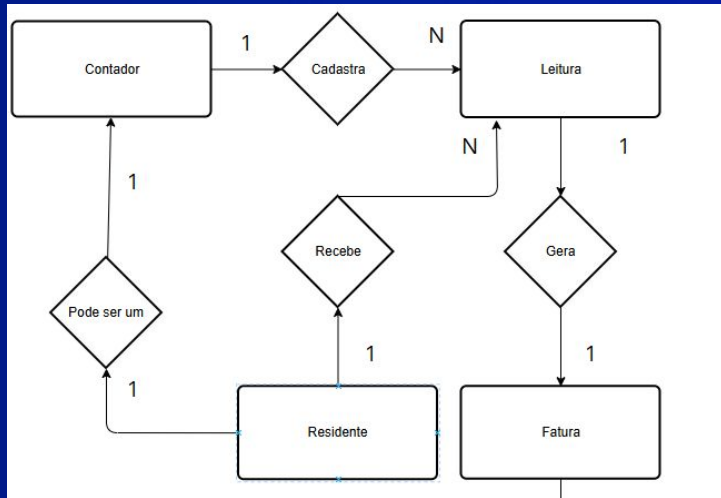 Contador
1
Cadastra
N
Leitura
1
N
1
Pode ser um
Recebe
Gera
1
1
1
Residente
Fatura